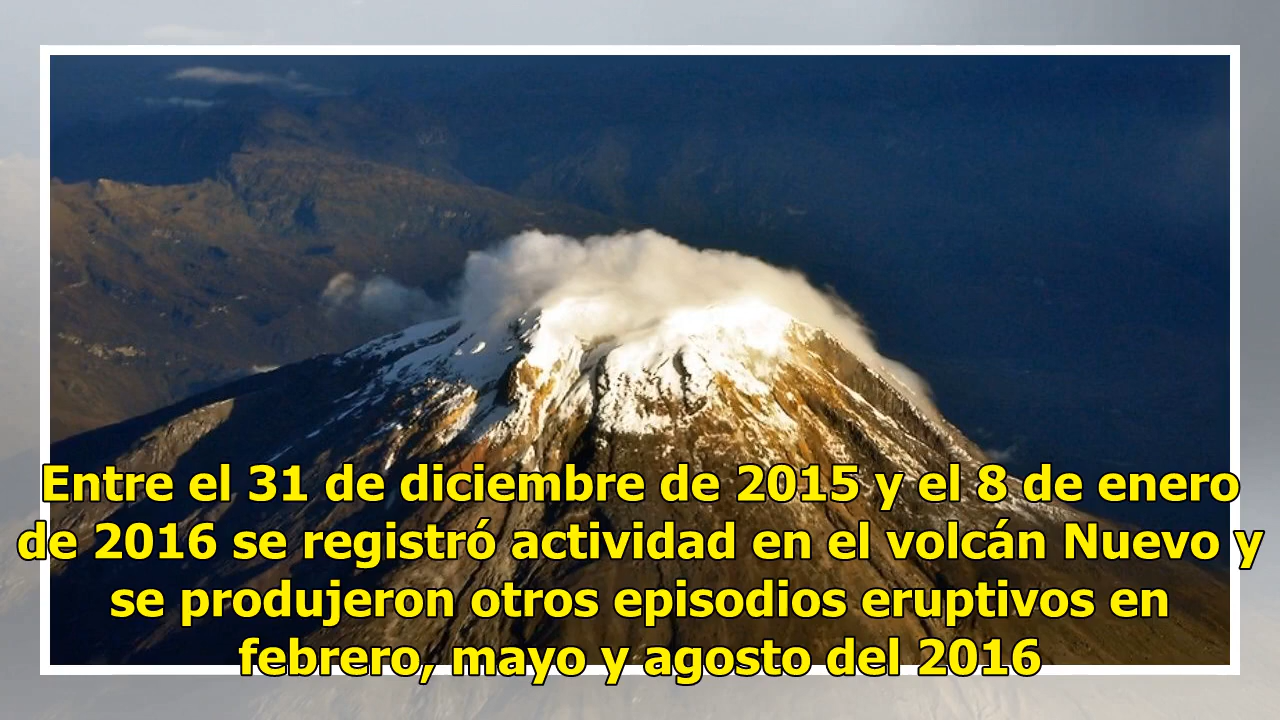 Entre el 31 de diciembre de 2015 y el 8 de enero
de 2016 se registró actividad en el volcán Nuevo y
se produjeron otros episodios eruptivos en
febrero, mayo y agosto del 2016